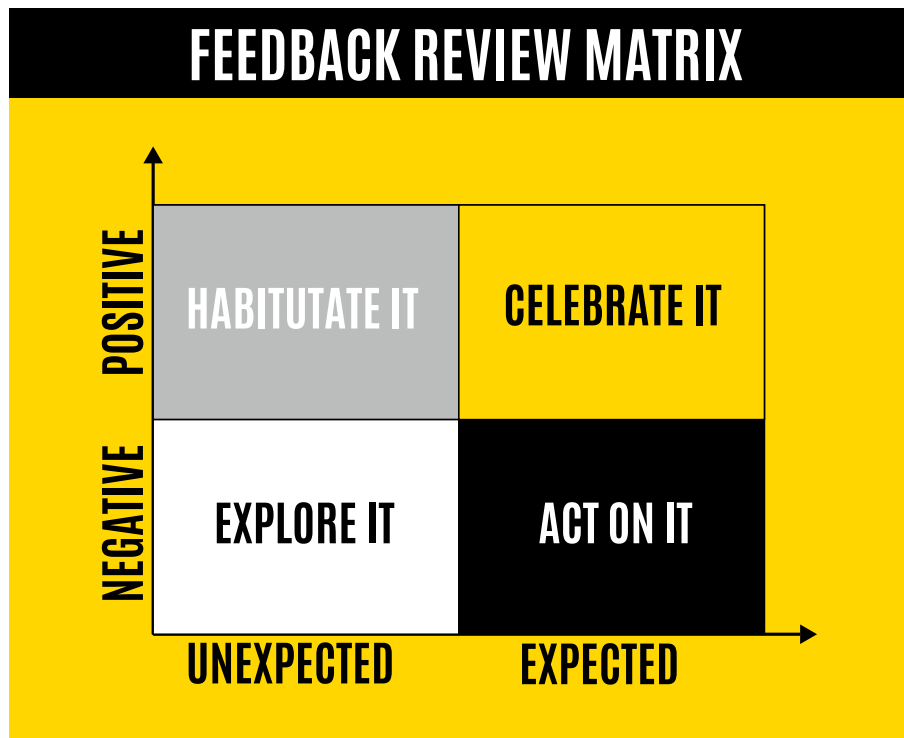 FEEDBACK REVIEW MATRIX
POSITIVE
HABITUTATE IT
CELEBRATE IT
NEGATIVE
EXPLORE IT
ACT ON IT
UNEXPECTED
EXPECTED